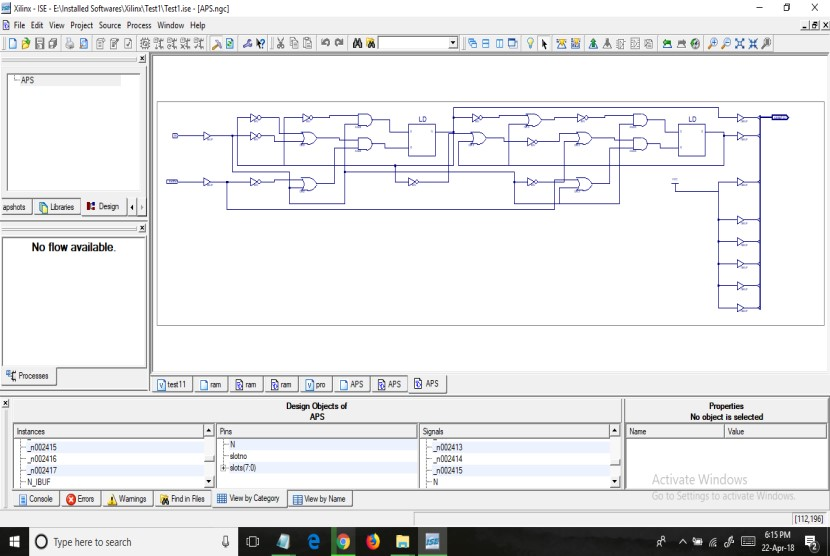 Xilinx - ISE - E:\Installed Softwares\Xilinx\Test1\Test1.ise - [APS.ngc]
File Edit View Project Source Process Window Help
APS
LD
LD
apshots Libraries Design
No flow available.
Processes
test11 ram ram ram pro APS APS APS
Design Objects of
APS
Properties
No object is selected
Instances Pins Signals Name Value
_n002415
_n002416
_n002417
N_IBUF
N
slotno
slots(7:0)
_n002413
_n002414
_n002415
N
Console Errors Warnings Find in Files View by Category View by Name
Activate Windows
Go to Settings to activate Windows.
[112,196]
Type here to search
ISE
6:15 PM
22-Apr-18
2